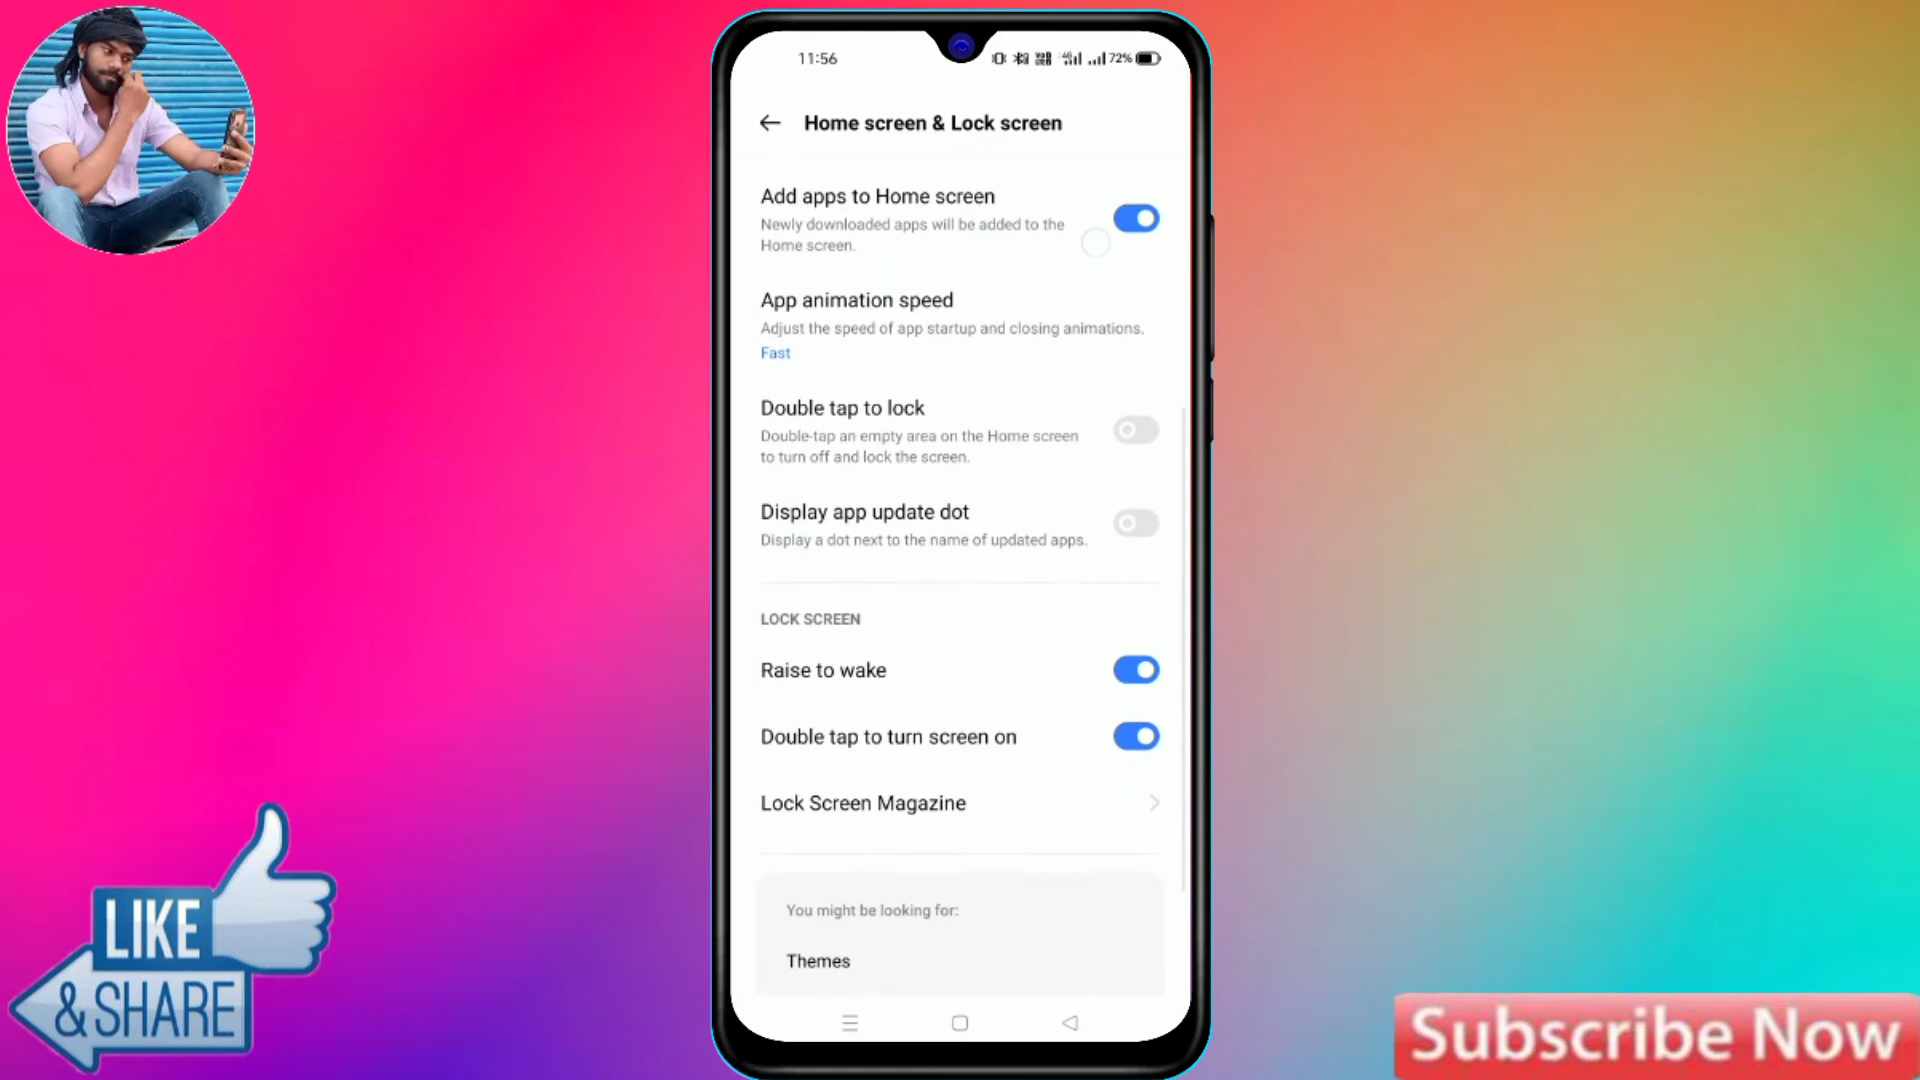 11:56
72%
Home screen & Lock screen
Add apps to Home screen
Newly downloaded apps will be added to the
Home screen.
App animation speed
Adjust the speed of app startup and closing animations.
Fast
Double tap to lock
Double-tap an empty area on the Home screen
to turn off and lock the screen.
Display app update dot
Display a dot next to the name of updated apps.
LOCK SCREEN
Raise to wake
Double tap to turn screen on
Lock Screen Magazine
You might be looking for:
Themes
LIKE
& SHARE
Subscribe Now